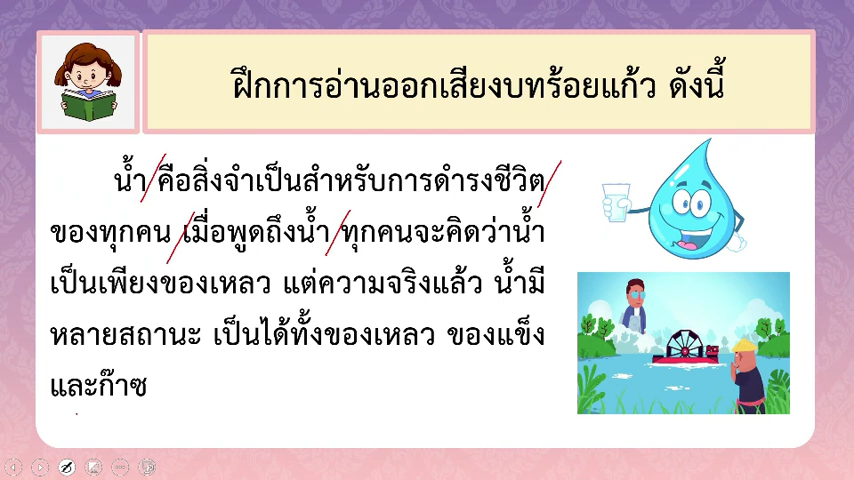 ฝึกการอ่านออกเสียงบทร้อยแก้ว ดังนี้
น้ำ/คือสิ่งจำเป็นสำหรับการดำรงชีวิต/
ของทุกคน/เมื่อพูดถึงน้ำ/ทุกคนจะคิดว่าน้ำ
เป็นเพียงของเหลว แต่ความจริงแล้ว น้ำมี
หลายสถานะ เป็นได้ทั้งของเหลว ของแข็ง
และก๊าซ